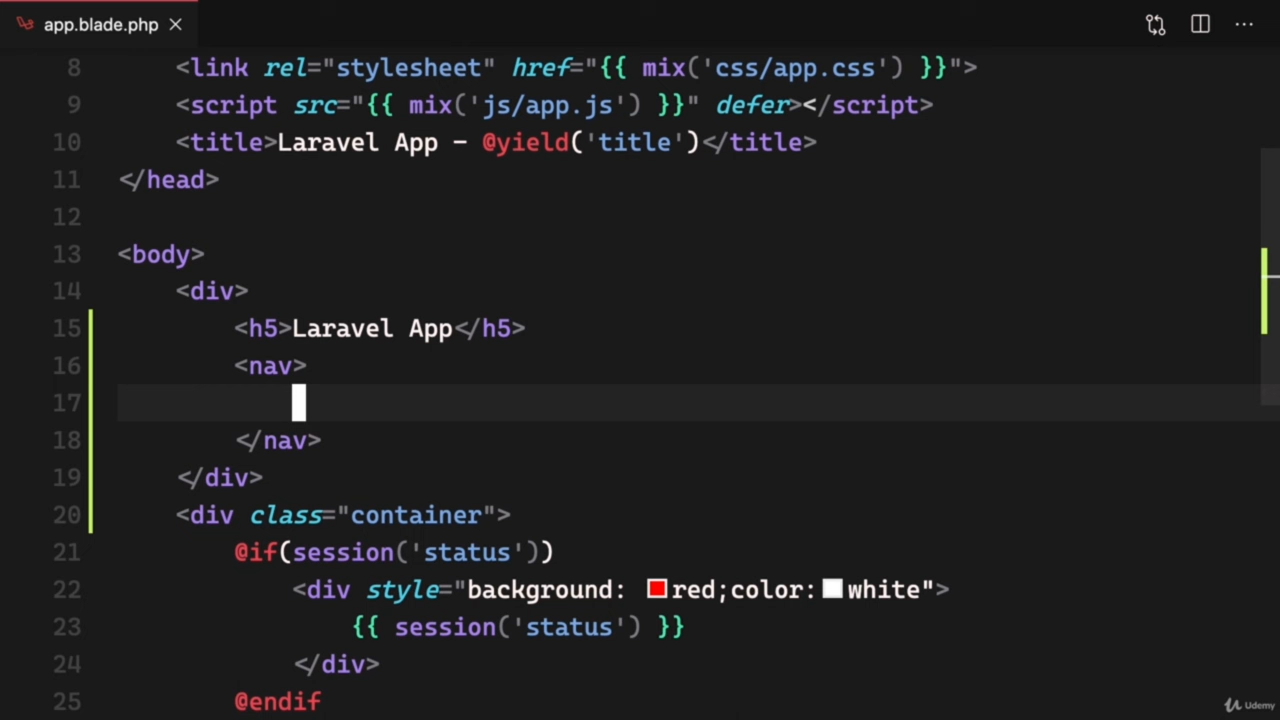 app.blade.php
8 <link rel="stylesheet" href="{{ mix('css/app.css') }}">
9 <script src="{{ mix('js/app.js') }}" defer></script>
10 <title>Laravel App - @yield('title')</title>
11 </head>
12
13 <body>
14 <div>
15 <h5>Laravel App</h5>
16 <nav>
17
18 </nav>
19 </div>
20 <div class="container">
21 @if(session('status'))
22 <div style="background: red;color:white">
23 {{ session('status') }}
24 </div>
25 @endif
Udemy